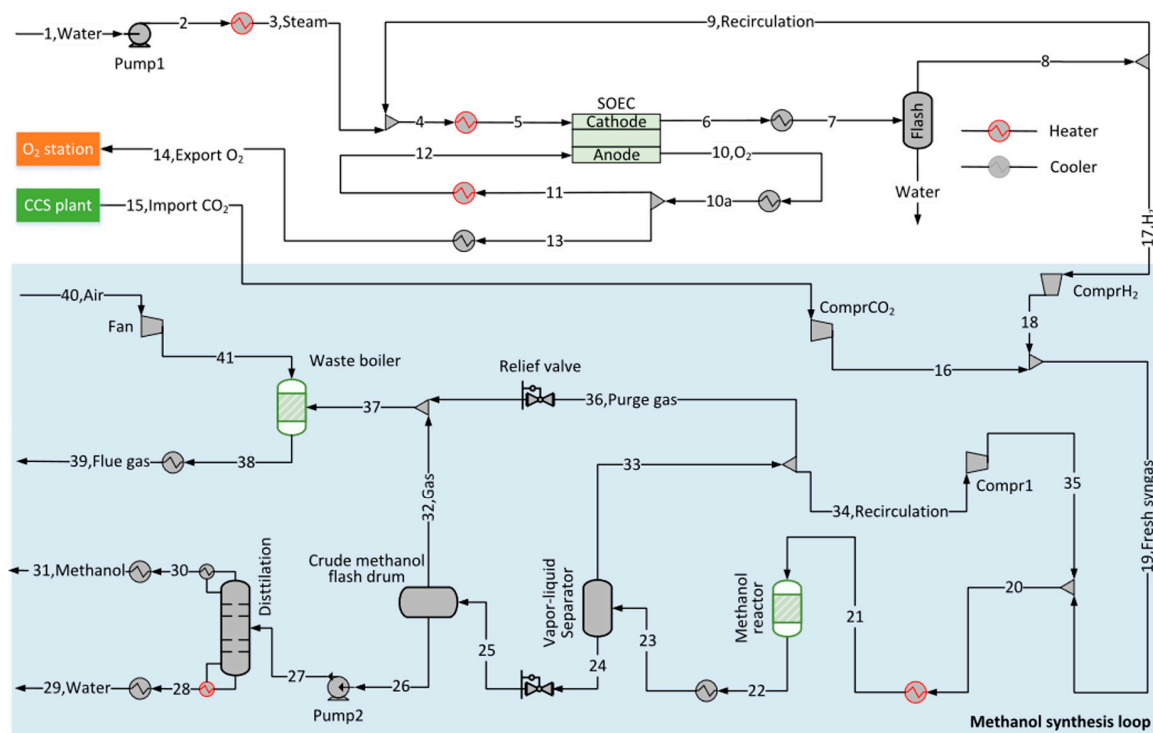 9,Recirculation
2
3,Steam
1,Water
Pump1
8
SOEC
Cathode
Anode
4
5
6
7
Flash
Heater
Cooler
O₂ station
14,Export O₂
12
10,O₂
CCS plant
15,Import CO₂
11
10a
13
Water
17,H₂
40,Air
Fan
41
Waste boiler
ComprCO₂
ComprH₂
18
16
Relief valve
36,Purge gas
37
39,Flue gas
38
33
34,Recirculation
Compr1
35
32,Gas
19,Fresh syngas
31,Methanol
30
Disttilation
Crude methanol
flash drum
Vapor-liquid
Separator
Methanol
reactor
21
20
25
23
24
22
27
26
29,Water
28
Pump2
Methanol synthesis loop